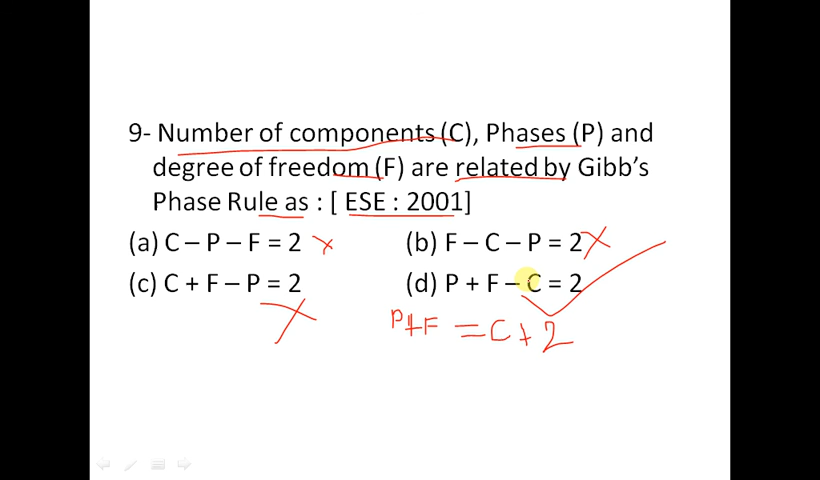 9- Number of components (C), Phases (P) and
degree of freedom (F) are related by Gibb's
Phase Rule as : [ ESE : 2001]
(a) C – P – F = 2 (b) F – C – P = 2
(c) C + F – P = 2 (d) P + F – C = 2
P+F = C + 2